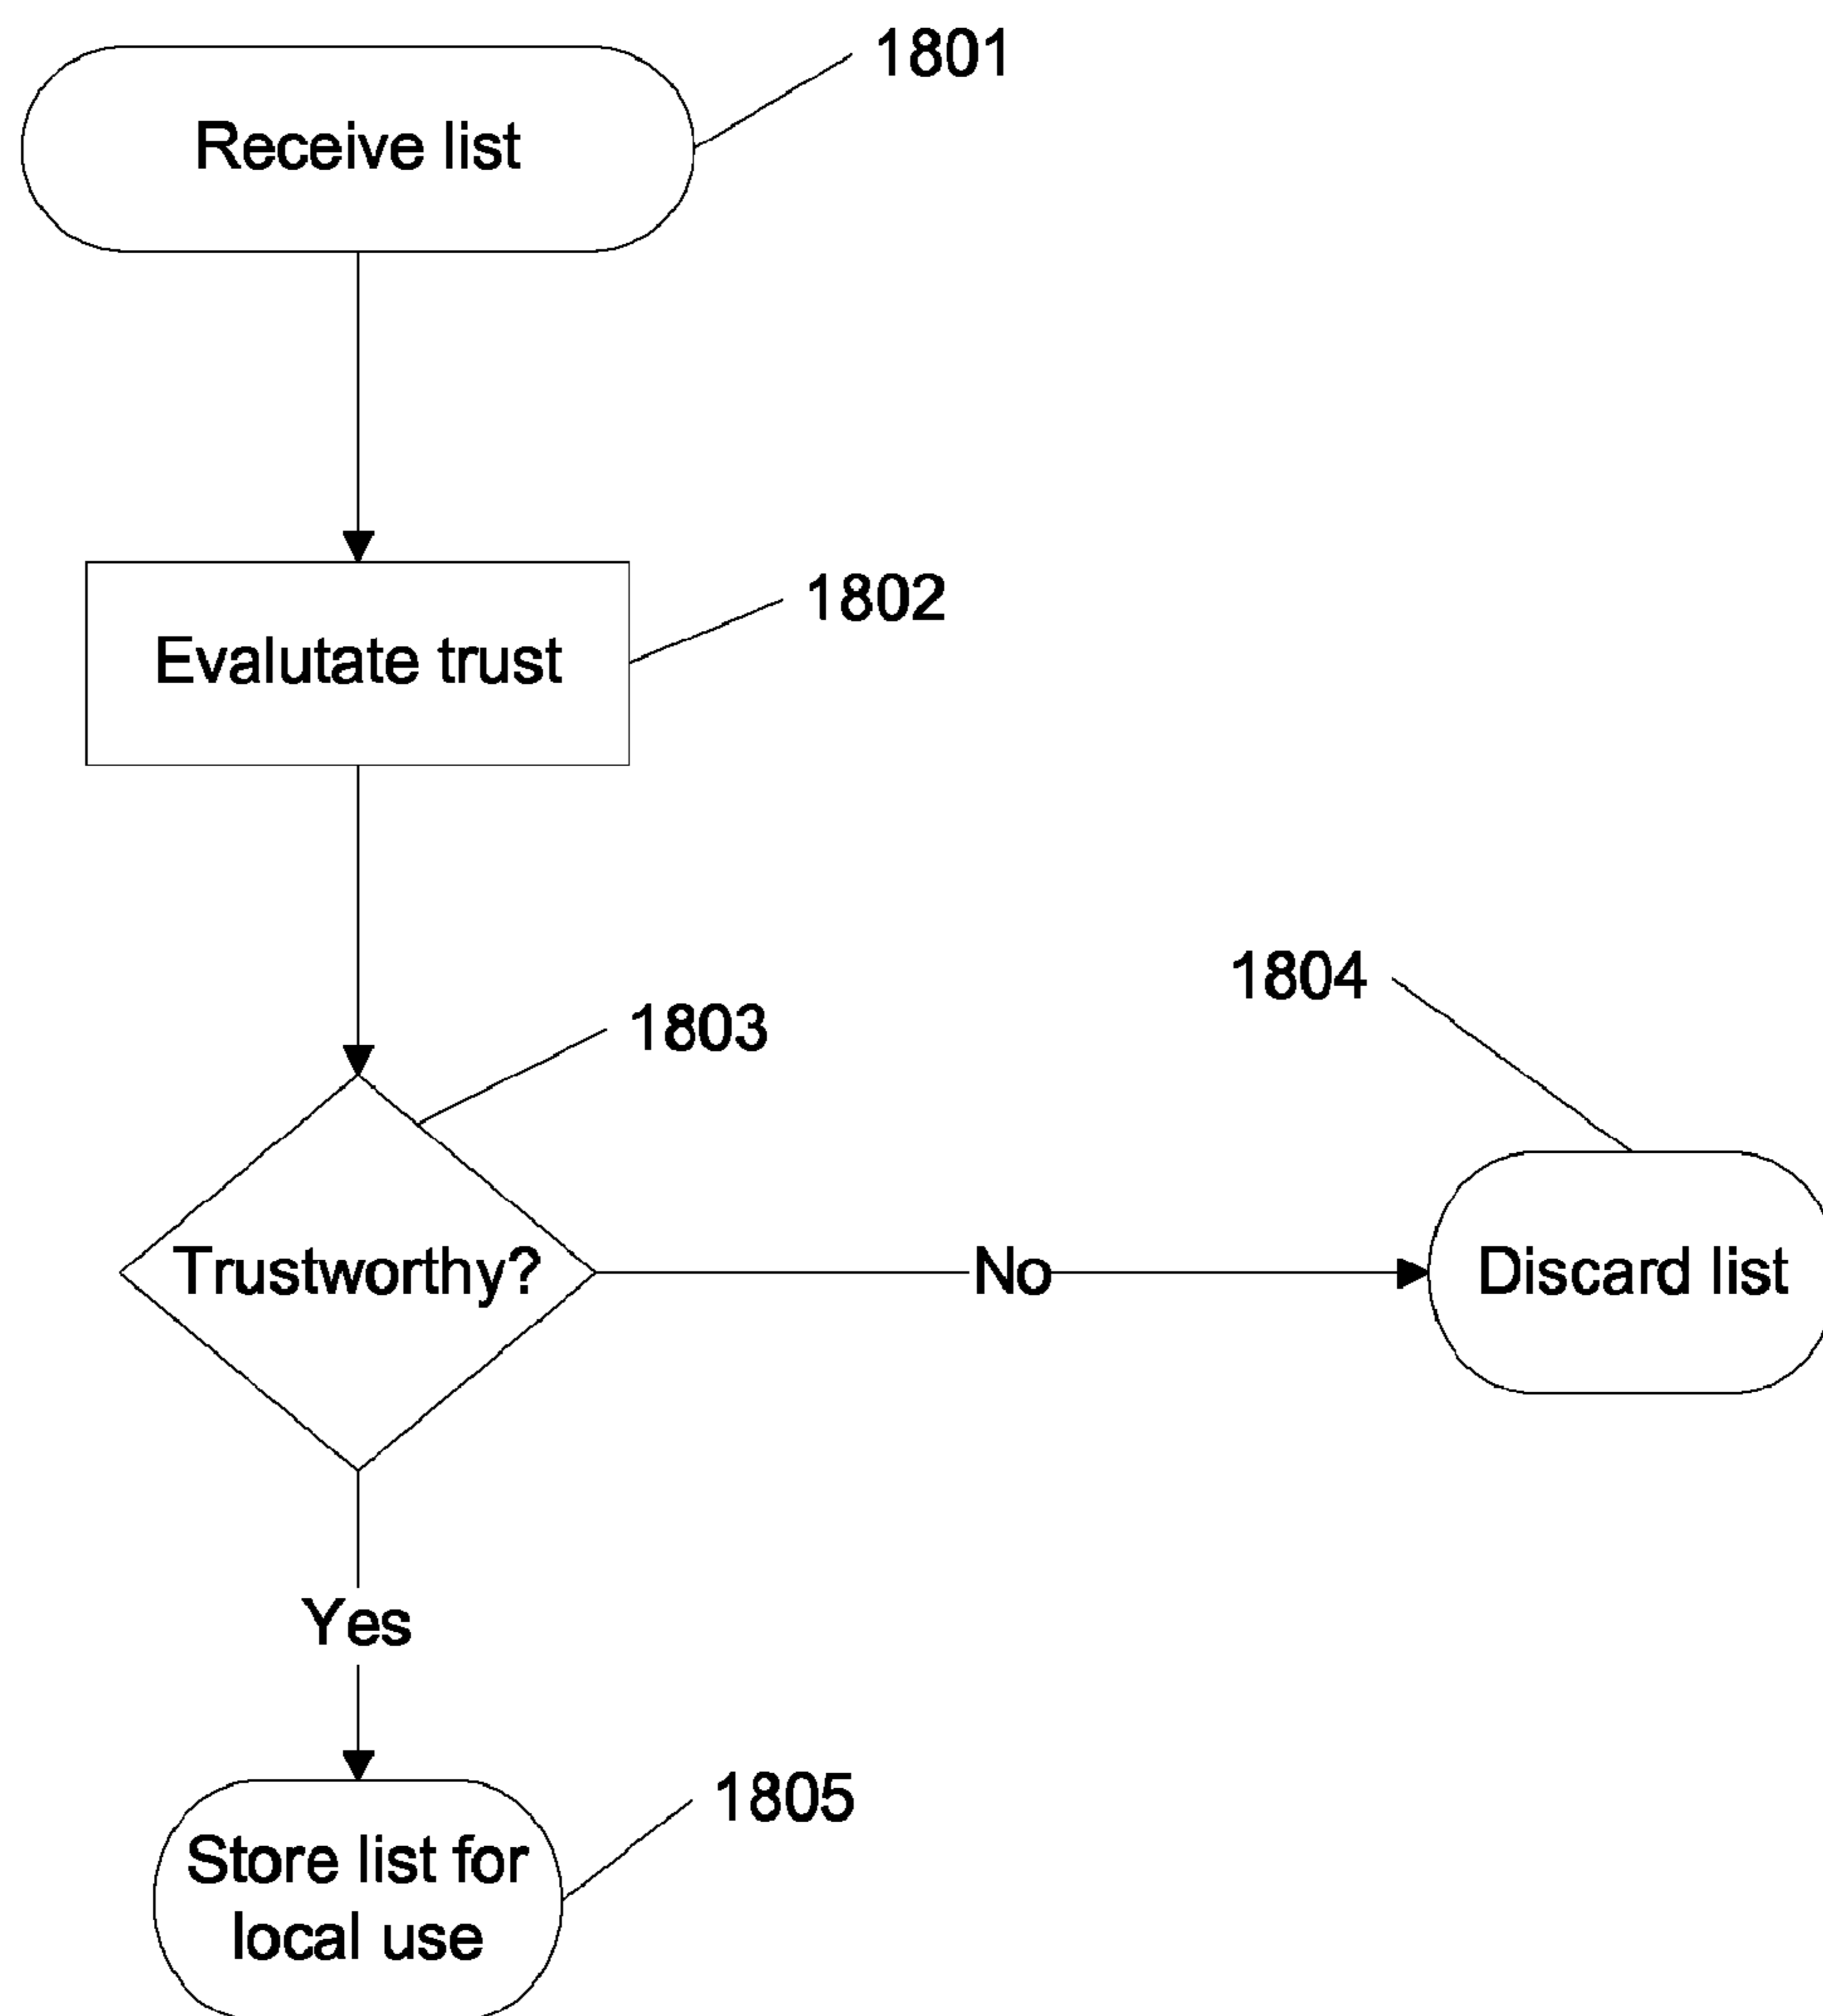 1801
Receive list
1802
Evalutate trust
1803
1804
Trustworthy?
No
Discard list
Yes
1805
Store list for
local use